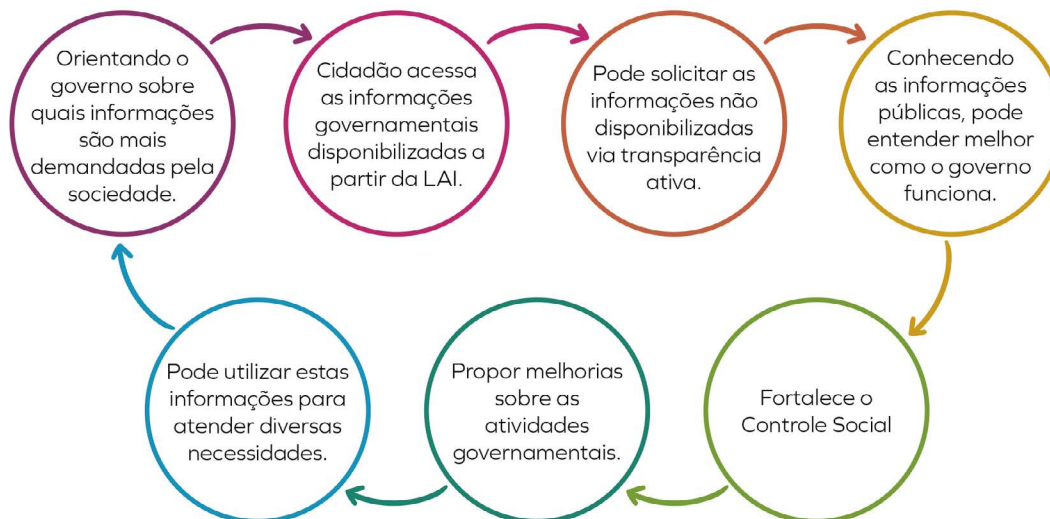 Orientando o
governo sobre
quais informações
são mais
demandadas pela
sociedade.
Cidadão acessa
as informações
governamentais
disponibilizadas a
partir da LAI.
Pode solicitar as
informações não
disponibilizadas
via transparência
ativa.
Conhecendo
as informações
públicas, pode
entender melhor
como o governo
funciona.
Fortalece o
Controle Social
Propor melhorias
sobre as
atividades
governamentais.
Pode utilizar estas
informações para
atender diversas
necessidades.